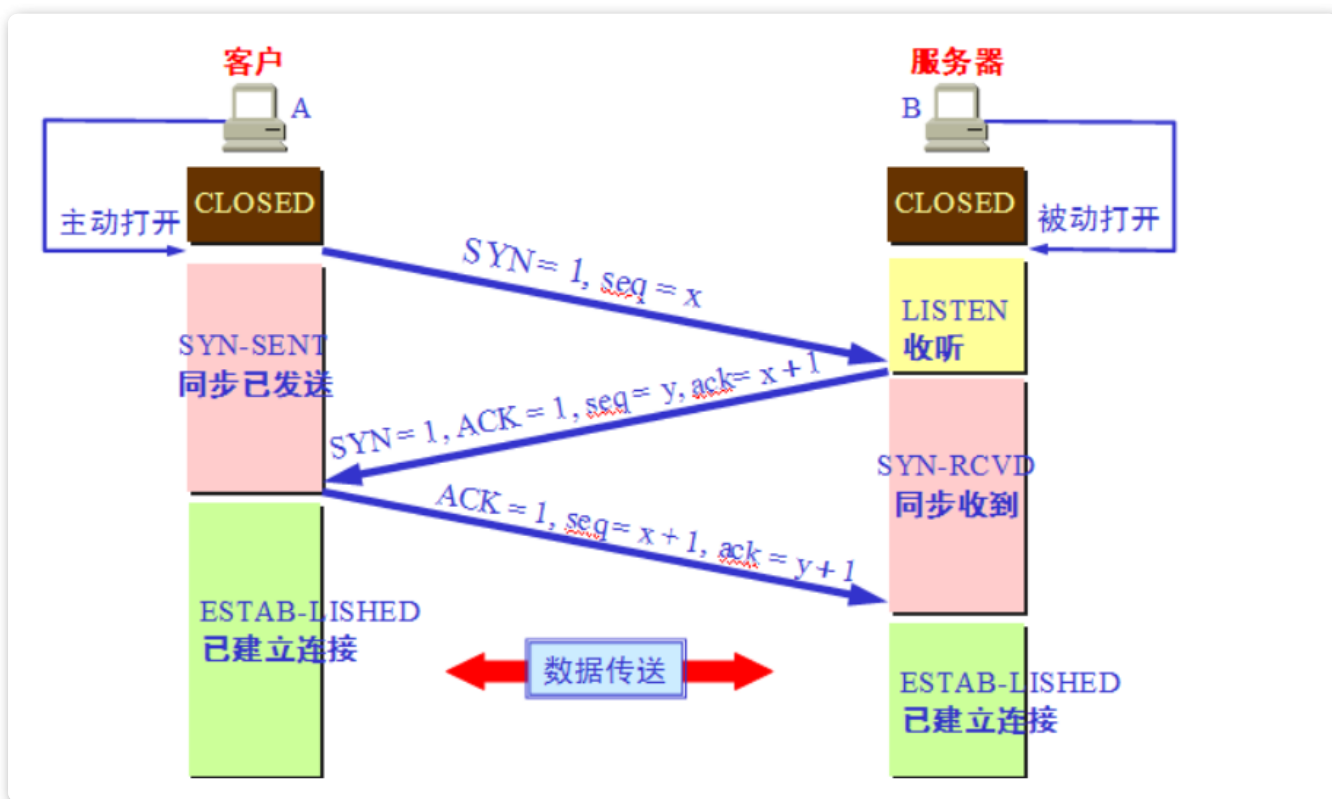 客户
服务器
A
B
CLOSED
CLOSED
主动打开
被动打开
SYN = 1, seq = x
LISTEN
收听
SYN-SENT
同步已发送
SYN = 1, ACK = 1, seq = y, ack= x + 1
SYN-RCVD
同步收到
ACK = 1, seq = x + 1, ack = y + 1
ESTAB-LISHED
已建立连接
数据传送
ESTAB-LISHED
已建立连接